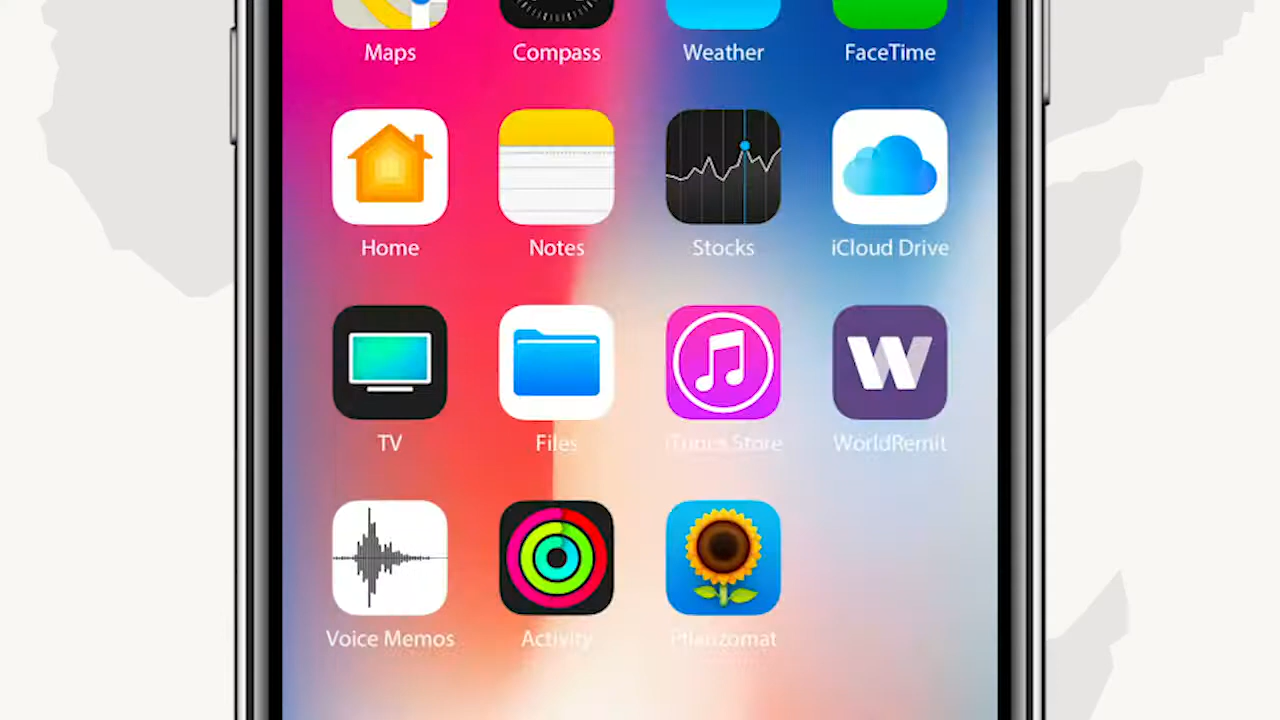 Maps Compass Weather FaceTime
Home Notes Stocks iCloud Drive
TV Files iTunes Store WorldRemit
W
Voice Memos Activity Pflanzomat